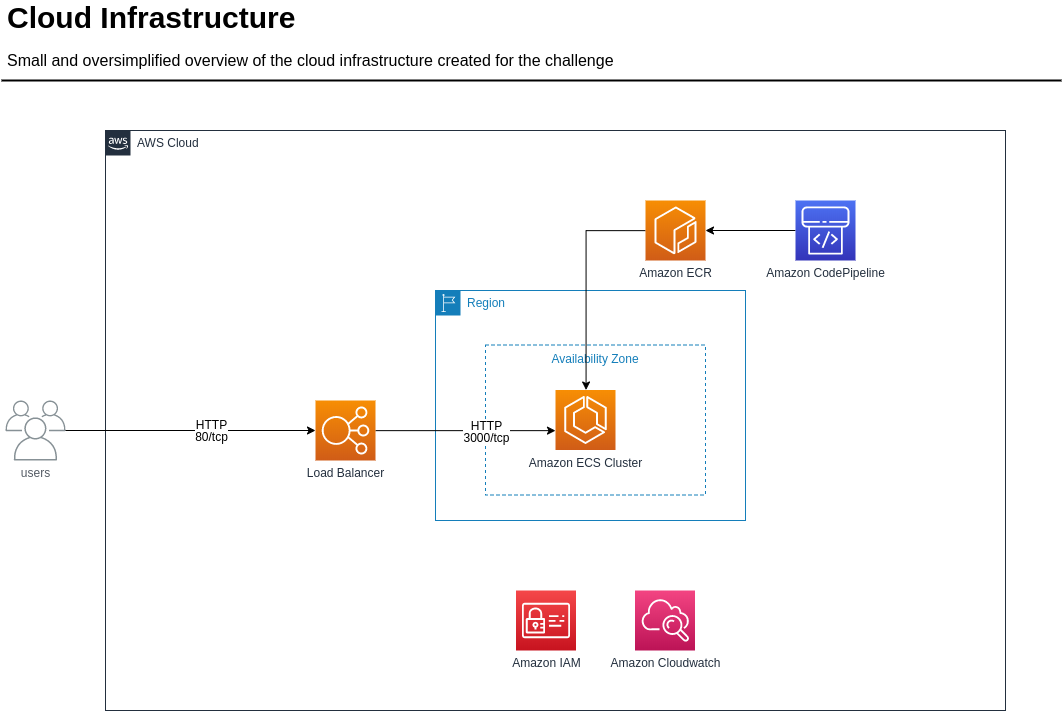 Cloud Infrastructure
Small and oversimplified overview of the cloud infrastructure created for the challenge
aws
AWS Cloud
Amazon ECR
Amazon CodePipeline
Region
Availability Zone
HTTP
80/tcp
HTTP
3000/tcp
users
Load Balancer
Amazon ECS Cluster
Amazon IAM
Amazon Cloudwatch